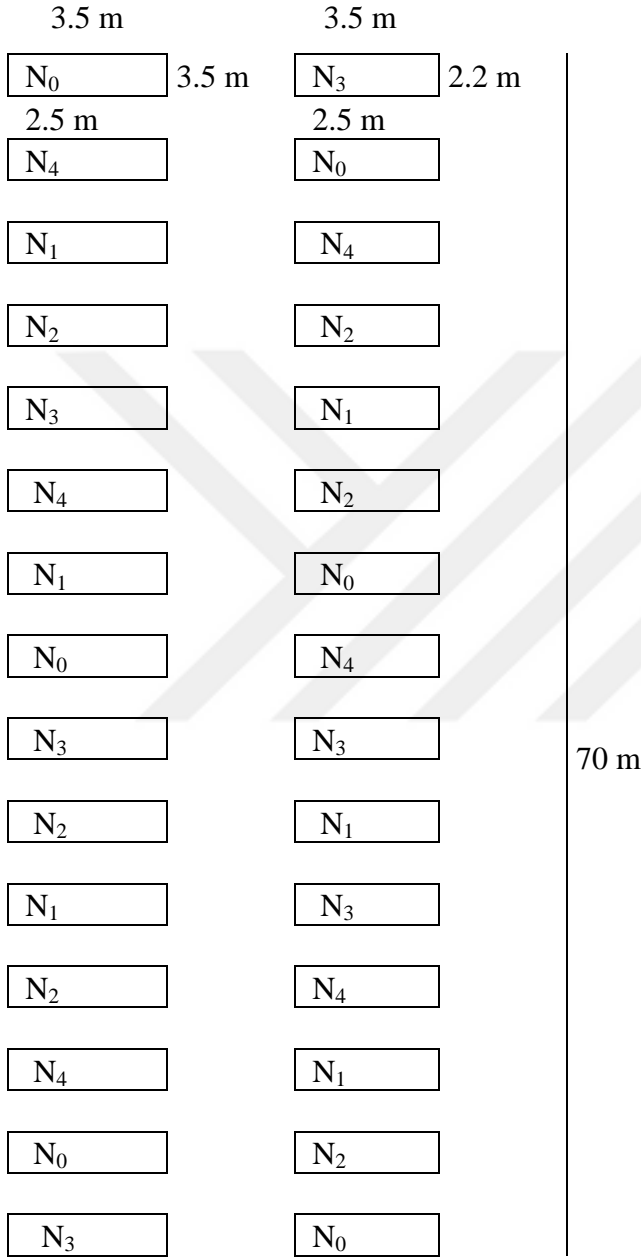 3.5 m 3.5 m
N₀ 3.5 m N₃ 2.2 m
2.5 m 2.5 m
N₄ N₀
N₁ N₄
N₂ N₂
N₃ N₁
N₄ N₂
N₁ N₀
N₀ N₄
N₃ N₃
70 m
N₂ N₁
N₁ N₃
N₂ N₄
N₄ N₁
N₀ N₂
N₃ N₀